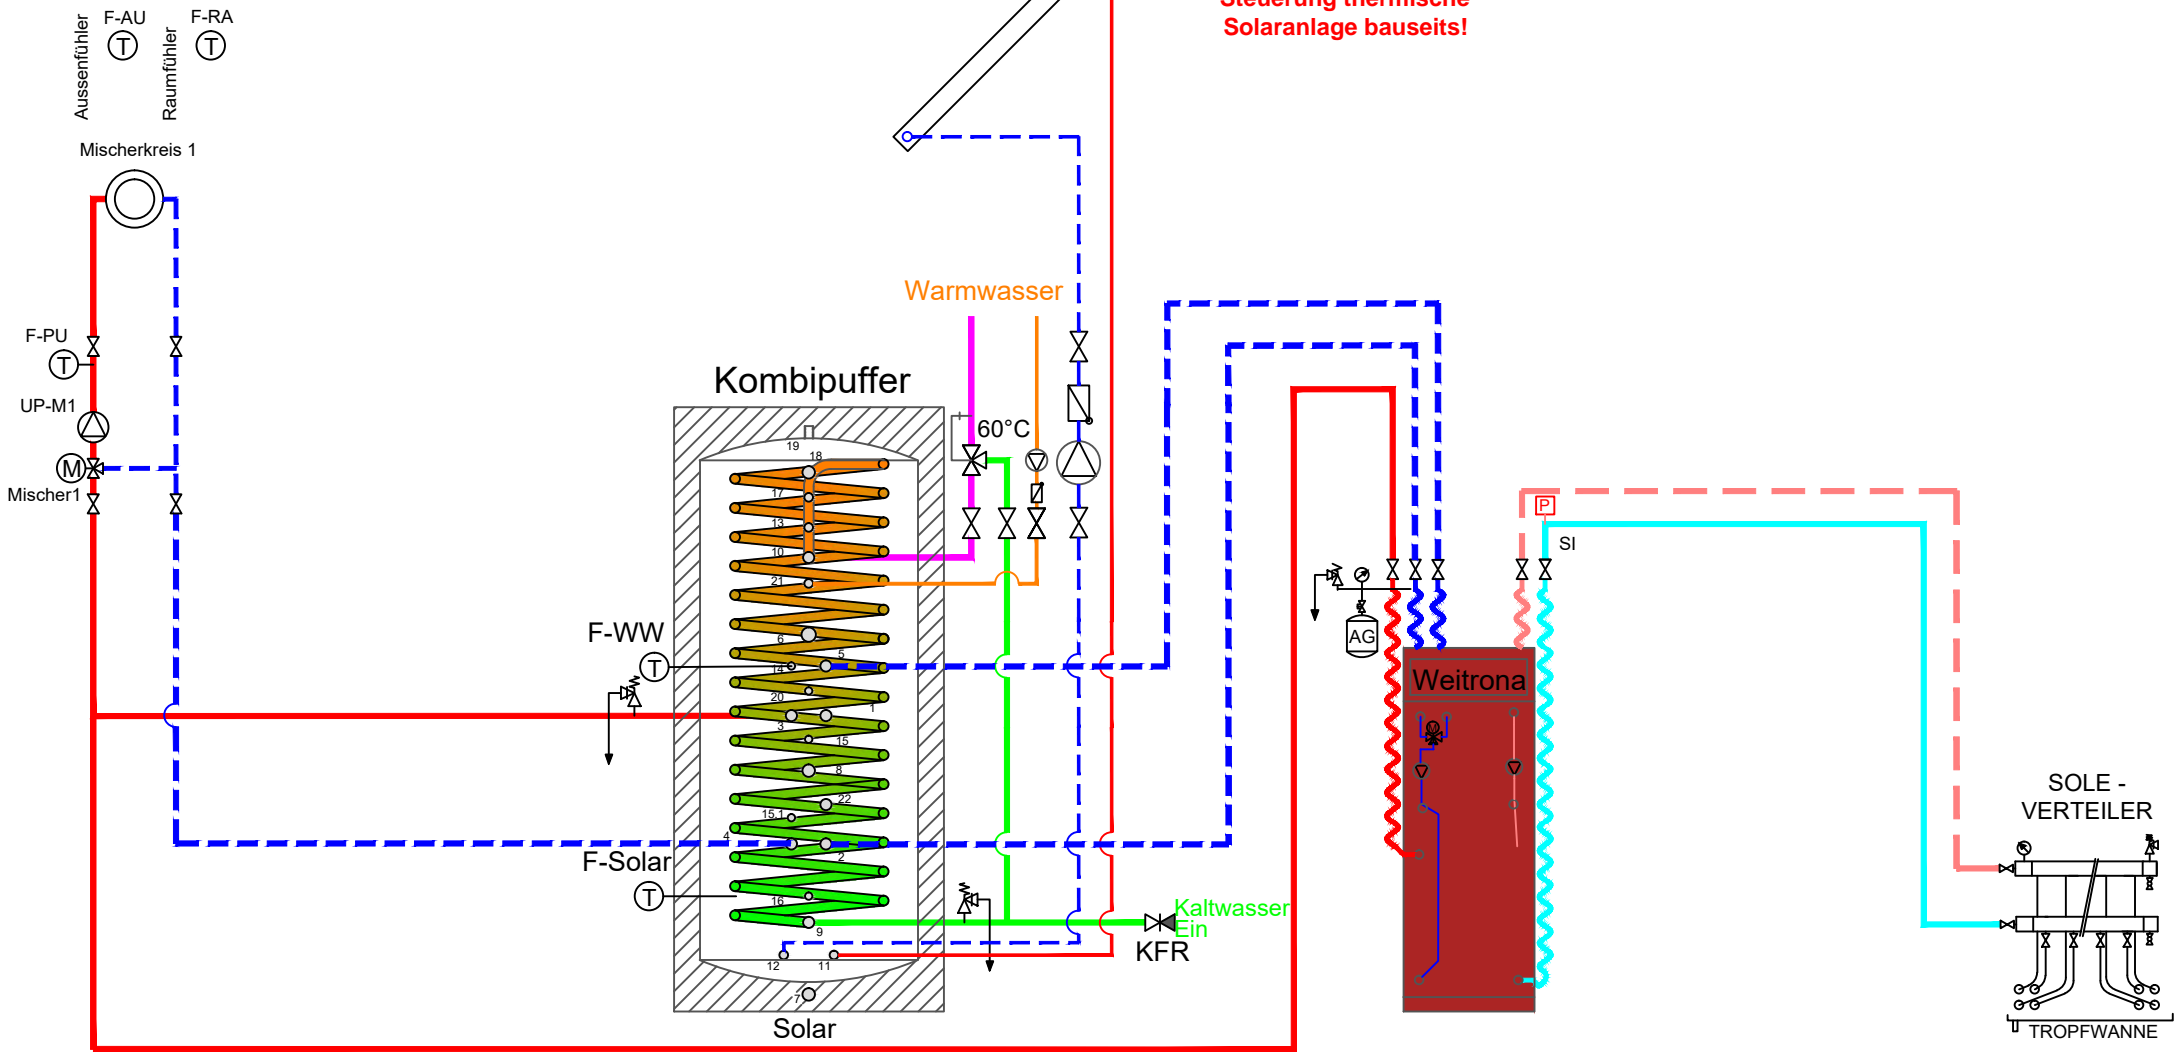 Steuerung thermische
Solaranlage bauseits!
Aussenfühler
F-AU
T
Raumfühler
F-RA
T
Mischerkreis 1
F-PU
T
UP-M1
M
Mischer1
Warmwasser
Kombipuffer
60°C
19
18
17
13
10
21
6
5
14
20
1
3
15
8
22
15.1
4
2
16
9
12
11
7
F-WW
T
F-Solar
T
Solar
Kaltwasser
Ein
KFR
AG
Weitrona
M
P
SI
SOLE -
VERTEILER
TROPFWANNE